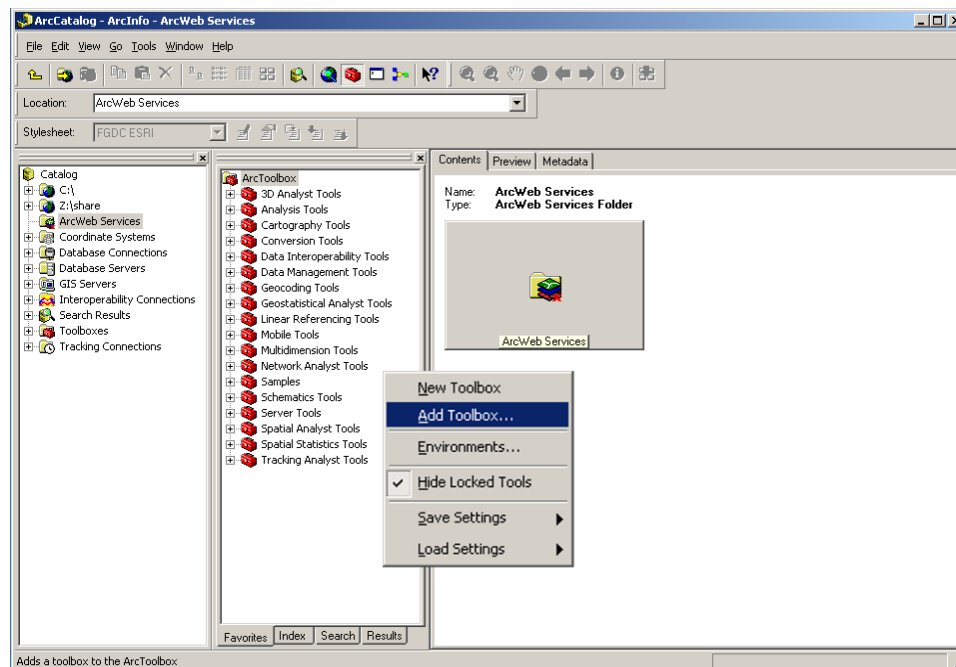 ArcCatalog - ArcInfo - ArcWeb Services
File Edit View Go Tools Window Help
Location: ArcWeb Services
Stylesheet: FGDC ESRI
Catalog
C:\
Z:\share
ArcWeb Services
Coordinate Systems
Database Connections
Database Servers
GIS Servers
Interoperability Connections
Search Results
Toolboxes
Tracking Connections
ArcToolbox
3D Analyst Tools
Analysis Tools
Cartography Tools
Conversion Tools
Data Interoperability Tools
Data Management Tools
Geocoding Tools
Geostatistical Analyst Tools
Linear Referencing Tools
Mobile Tools
Multidimension Tools
Network Analyst Tools
Samples
Schematics Tools
Server Tools
Spatial Analyst Tools
Spatial Statistics Tools
Tracking Analyst Tools
Favorites Index Search Results
Contents Preview Metadata
Name: ArcWeb Services
Type: ArcWeb Services Folder
ArcWeb Services
New Toolbox
Add Toolbox...
Environments...
Hide Locked Tools
Save Settings
Load Settings
Adds a toolbox to the ArcToolbox